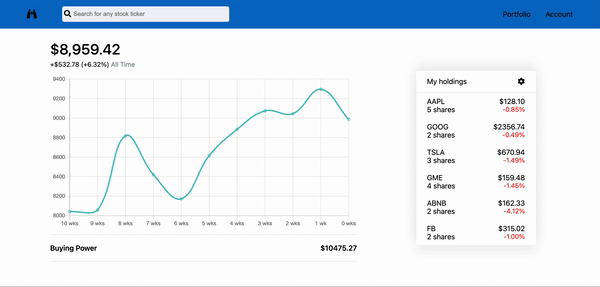 Search for any stock ticker
Portfolio
Account
$8,959.42
+$532.78 (+6.32%) All Time
9400
9200
9000
8800
8600
8400
8200
8000
10 wks
9 wks
8 wks
7 wks
6 wks
5 wks
4 wks
3 wks
2 wks
1 wk
0 wks
Buying Power
$10475.27
My holdings
AAPL
$128.10
5 shares
-0.85%
GOOG
$2356.74
2 shares
-0.49%
TSLA
$670.94
3 shares
-1.49%
GME
$159.48
4 shares
-1.45%
ABNB
$162.33
2 shares
-4.12%
FB
$315.02
2 shares
-1.00%